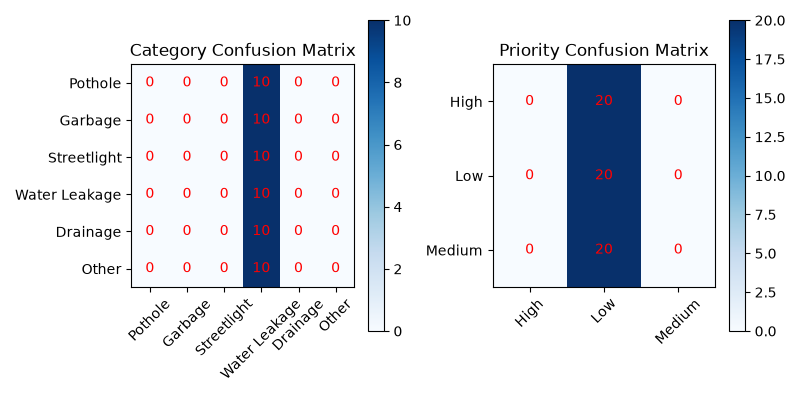 Category Confusion Matrix
Pothole 0 0 0 10 0 0
Garbage 0 0 0 10 0 0
Streetlight 0 0 0 10 0 0
Water Leakage 0 0 0 10 0 0
Drainage 0 0 0 10 0 0
Other 0 0 0 10 0 0
Pothole Garbage Streetlight Water Leakage Drainage Other
10
8
6
4
2
0
Priority Confusion Matrix
High 0 20 0
Low 0 20 0
Medium 0 20 0
High Low Medium
20.0
17.5
15.0
12.5
10.0
7.5
5.0
2.5
0.0